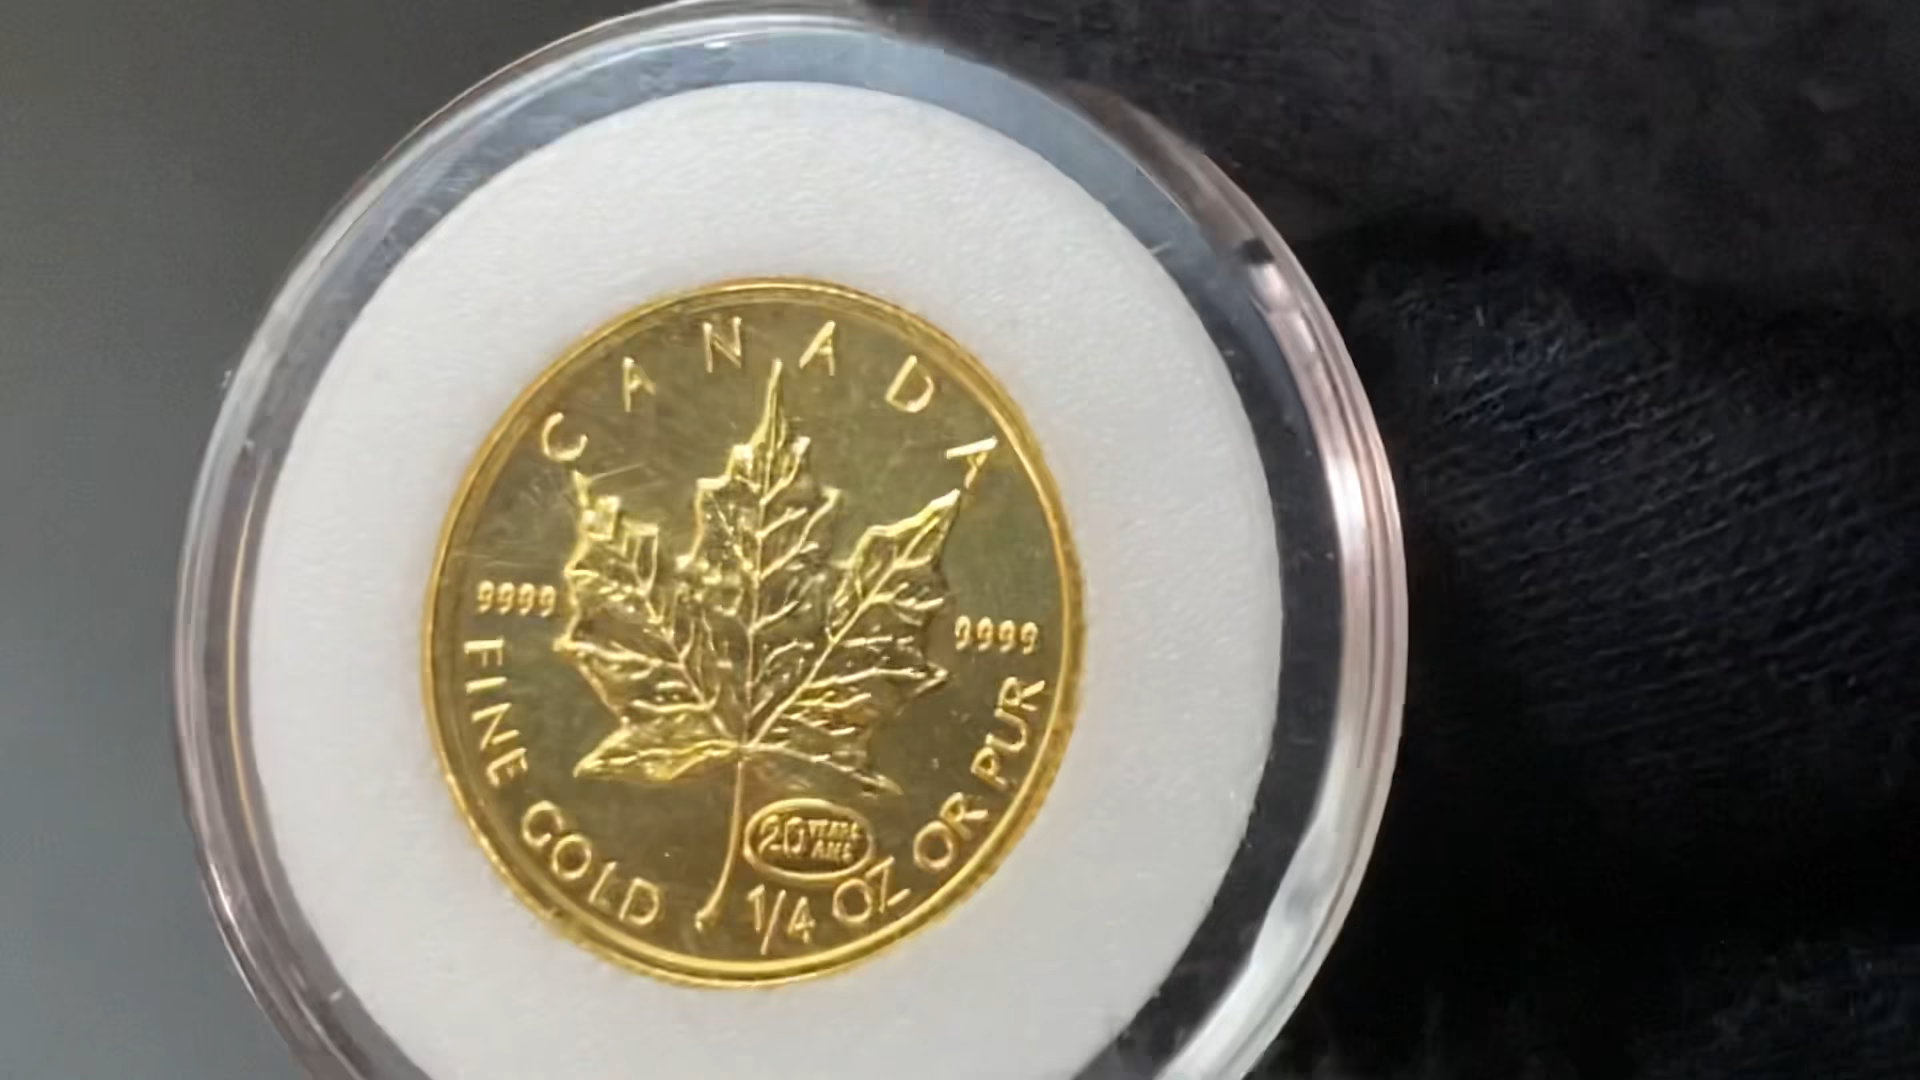 CANADA
9999
9999
FINE GOLD 1/4 OZ OR PUR
20 YEARS
ANS